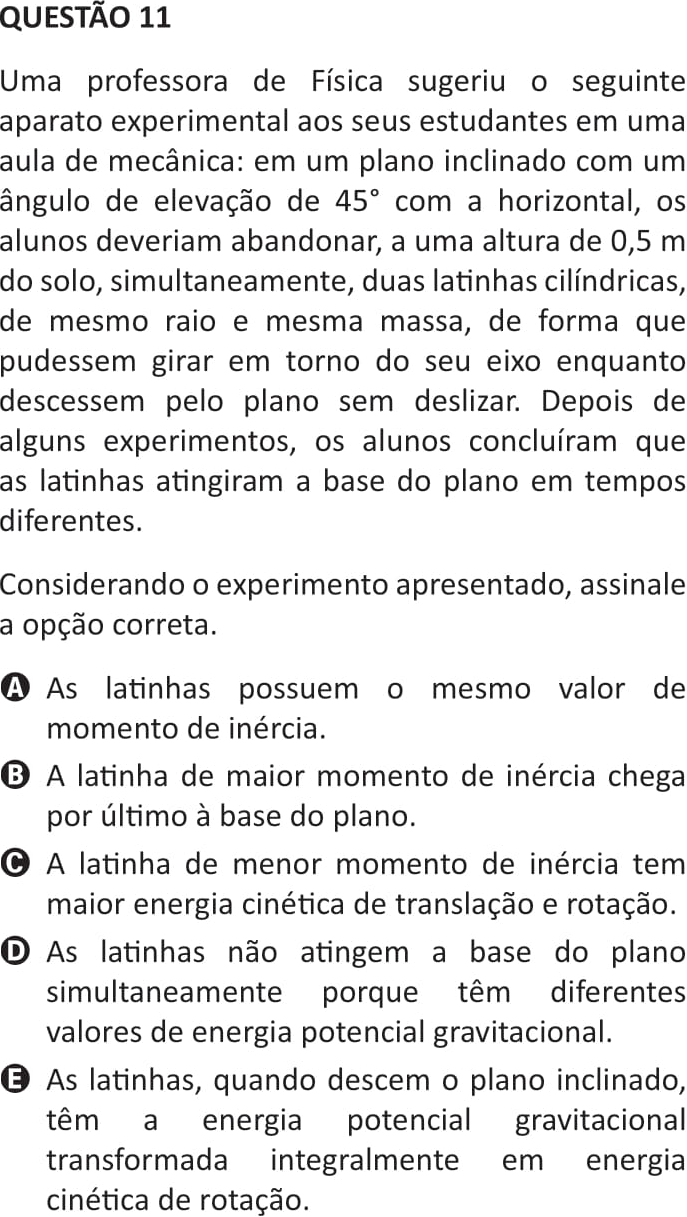 QUESTÃO 11
Uma professora de Física sugeriu o seguinte
aparato experimental aos seus estudantes em uma
aula de mecânica: em um plano inclinado com um
ângulo de elevação de 45° com a horizontal, os
alunos deveriam abandonar, a uma altura de 0,5 m
do solo, simultaneamente, duas latinhas cilíndricas,
de mesmo raio e mesma massa, de forma que
pudessem girar em torno do seu eixo enquanto
descessem pelo plano sem deslizar. Depois de
alguns experimentos, os alunos concluíram que
as latinhas atingiram a base do plano em tempos
diferentes.
Considerando o experimento apresentado, assinale
a opção correta.
A As latinhas possuem o mesmo valor de
momento de inércia.
B A latinha de maior momento de inércia chega
por último à base do plano.
C A latinha de menor momento de inércia tem
maior energia cinética de translação e rotação.
D As latinhas não atingem a base do plano
simultaneamente porque têm diferentes
valores de energia potencial gravitacional.
E As latinhas, quando descem o plano inclinado,
têm a energia potencial gravitacional
transformada integralmente em energia
cinética de rotação.